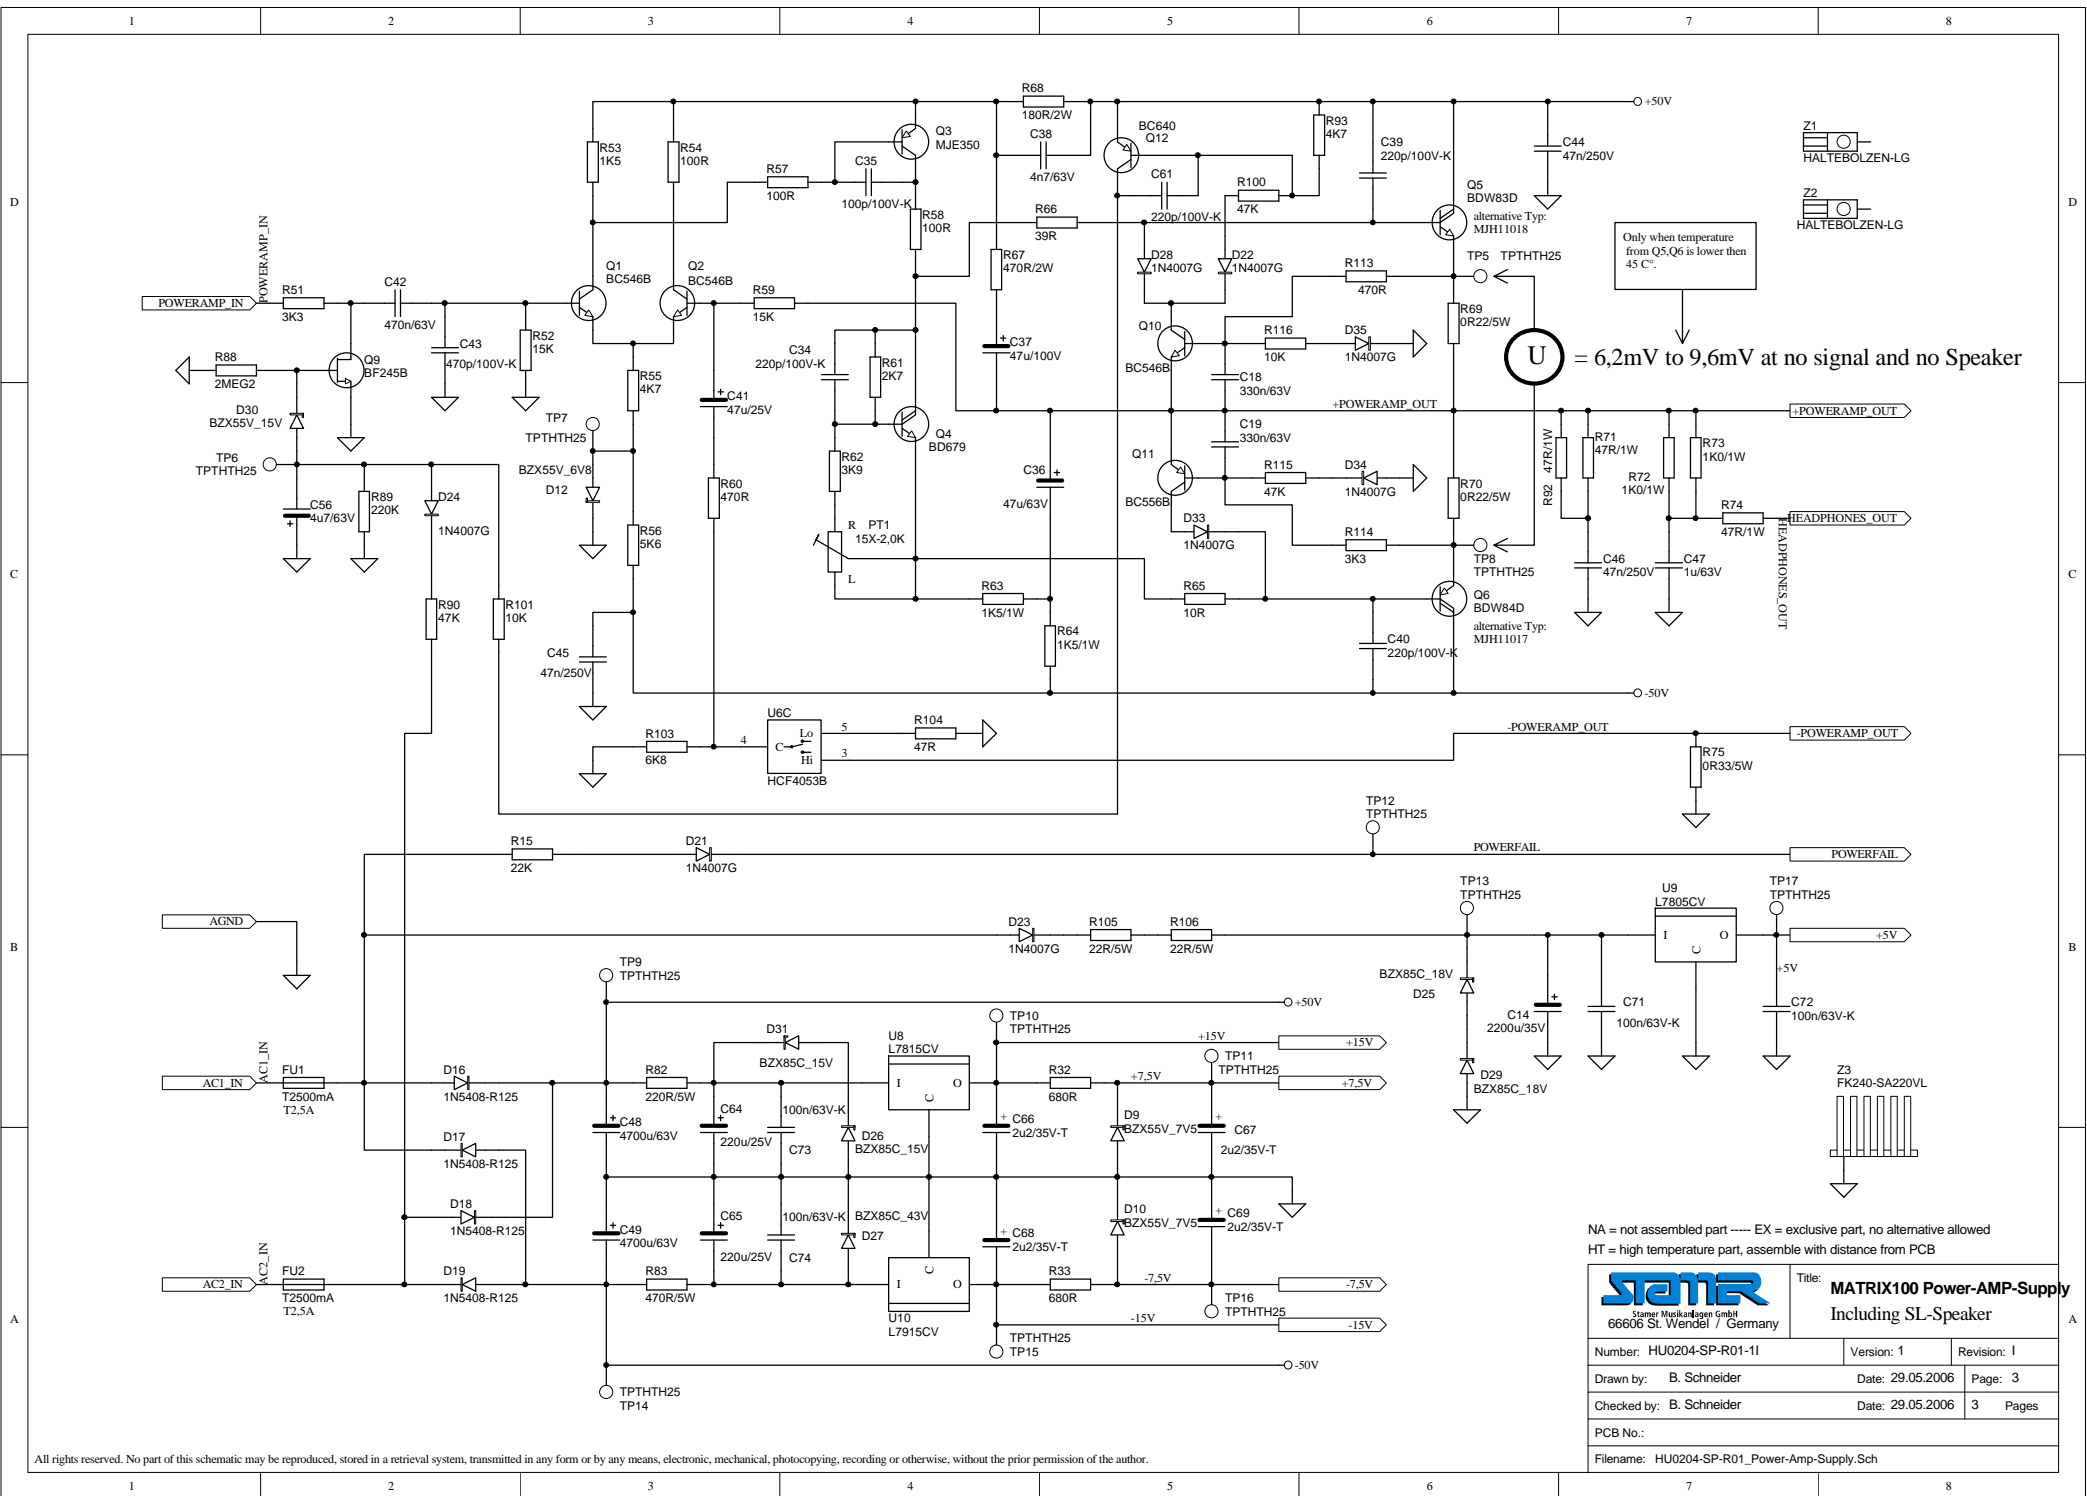 1 2 3 4 5 6 7 8
D
C
B
A
R68
180R/2W
+50V
R53
1K5
R54
100R
Q3
MJE350
C38
4n7/63V
BC640
Q12
R93
4K7
C39
220p/100V-K
C44
47n/250V
Z1
HALTEBOLZEN-LG
Z2
HALTEBOLZEN-LG
R57
100R
C35
100p/100V-K
R58
100R
C61
220p/100V-K
R100
47K
Q5
BDW83D
alternative Typ:
MJH11018
R66
39R
R67
470R/2W
D28
1N4007G
D22
1N4007G
TP5 TPTHTH25
Only when temperature
from Q5,Q6 is lower then
45 C°.
POWERAMP_IN
POWERAMP_IN
R51
3K3
C42
470n/63V
Q1
BC546B
Q2
BC546B
R59
15K
R113
470R
R69
0R22/5W
R88
2MEG2
Q9
BF245B
C43
470p/100V-K
R52
15K
C34
220p/100V-K
R61
2K7
C37
47u/100V
Q10
BC546B
R116
10K
D35
1N4007G
U
= 6,2mV to 9,6mV at no signal and no Speaker
D30
BZX55V_15V
R55
4K7
C41
47u/25V
C18
330n/63V
+POWERAMP_OUT
+POWERAMP_OUT
TP7
TPTHTH25
Q4
BD679
C19
330n/63V
R92 47R/1W
R71
47R/1W
R72
1K0/1W
R73
1K0/1W
TP6
TPTHTH25
BZX55V_6V8
D12
R62
3K9
C36
47u/63V
Q11
BC556B
R115
47K
D34
1N4007G
R70
0R22/5W
C56
4u7/63V
R89
220K
D24
1N4007G
R60
470R
R74
47R/1W
HEADPHONES_OUT
HEADPHONES_OUT
R56
5K6
R PT1
15X-2,0K
L
D33
1N4007G
R114
3K3
TP8
TPTHTH25
C46
47n/250V
C47
1u/63V
R90
47K
R101
10K
R63
1K5/1W
R65
10R
Q6
BDW84D
alternative Typ:
MJH11017
C45
47n/250V
R64
1K5/1W
C40
220p/100V-K
-50V
R103
6K8
4
U6C
C
Lo
Hi
HCF4053B
5
3
R104
47R
-POWERAMP_OUT
-POWERAMP_OUT
R75
0R33/5W
TP12
TPTHTH25
R15
22K
D21
1N4007G
POWERFAIL
POWERFAIL
AGND
D23
1N4007G
R105
22R/5W
R106
22R/5W
TP13
TPTHTH25
U9
L7805CV
I O
C
TP17
TPTHTH25
+5V
+5V
TP9
TPTHTH25
+50V
BZX85C_18V
D25
C14
2200u/35V
C71
100n/63V-K
C72
100n/63V-K
D31
BZX85C_15V
U8
L7815CV
I O
C
TP10
TPTHTH25
+15V
+15V
TP11
TPTHTH25
AC1_IN
AC1_IN
FU1
T2500mA
T2,5A
D16
1N5408-R125
R82
220R/5W
R32
680R
+7,5V
+7,5V
D29
BZX85C_18V
Z3
FK240-SA220VL
D17
1N5408-R125
C48
4700u/63V
C64
220u/25V
100n/63V-K
C73
D26
BZX85C_15V
C66
2u2/35V-T
D9
BZX55V_7V5
C67
2u2/35V-T
D18
1N5408-R125
C49
4700u/63V
C65
220u/25V
100n/63V-K
C74
BZX85C_43V
D27
C68
2u2/35V-T
D10
BZX55V_7V5
C69
2u2/35V-T
AC2_IN
AC2_IN
FU2
T2500mA
T2,5A
D19
1N5408-R125
R83
470R/5W
I O
C
U10
L7915CV
R33
680R
-7,5V
-7,5V
TP16
TPTHTH25
-15V
-15V
TPTHTH25
TP15
-50V
TPTHTH25
TP14
NA = not assembled part ----- EX = exclusive part, no alternative allowed
HT = high temperature part, assemble with distance from PCB
STAMER
Stamer Musikanlagen GmbH
66606 St. Wendel / Germany
Title: MATRIX100 Power-AMP-Supply
Including SL-Speaker
Number: HU0204-SP-R01-1I Version: 1 Revision: I
Drawn by: B. Schneider Date: 29.05.2006 Page: 3
Checked by: B. Schneider Date: 29.05.2006 3 Pages
PCB No.:
Filename: HU0204-SP-R01_Power-Amp-Supply.Sch
All rights reserved. No part of this schematic may be reproduced, stored in a retrieval system, transmitted in any form or by any means, electronic, mechanical, photocopying, recording or otherwise, without the prior permission of the author.
D
C
B
A
1 2 3 4 5 6 7 8